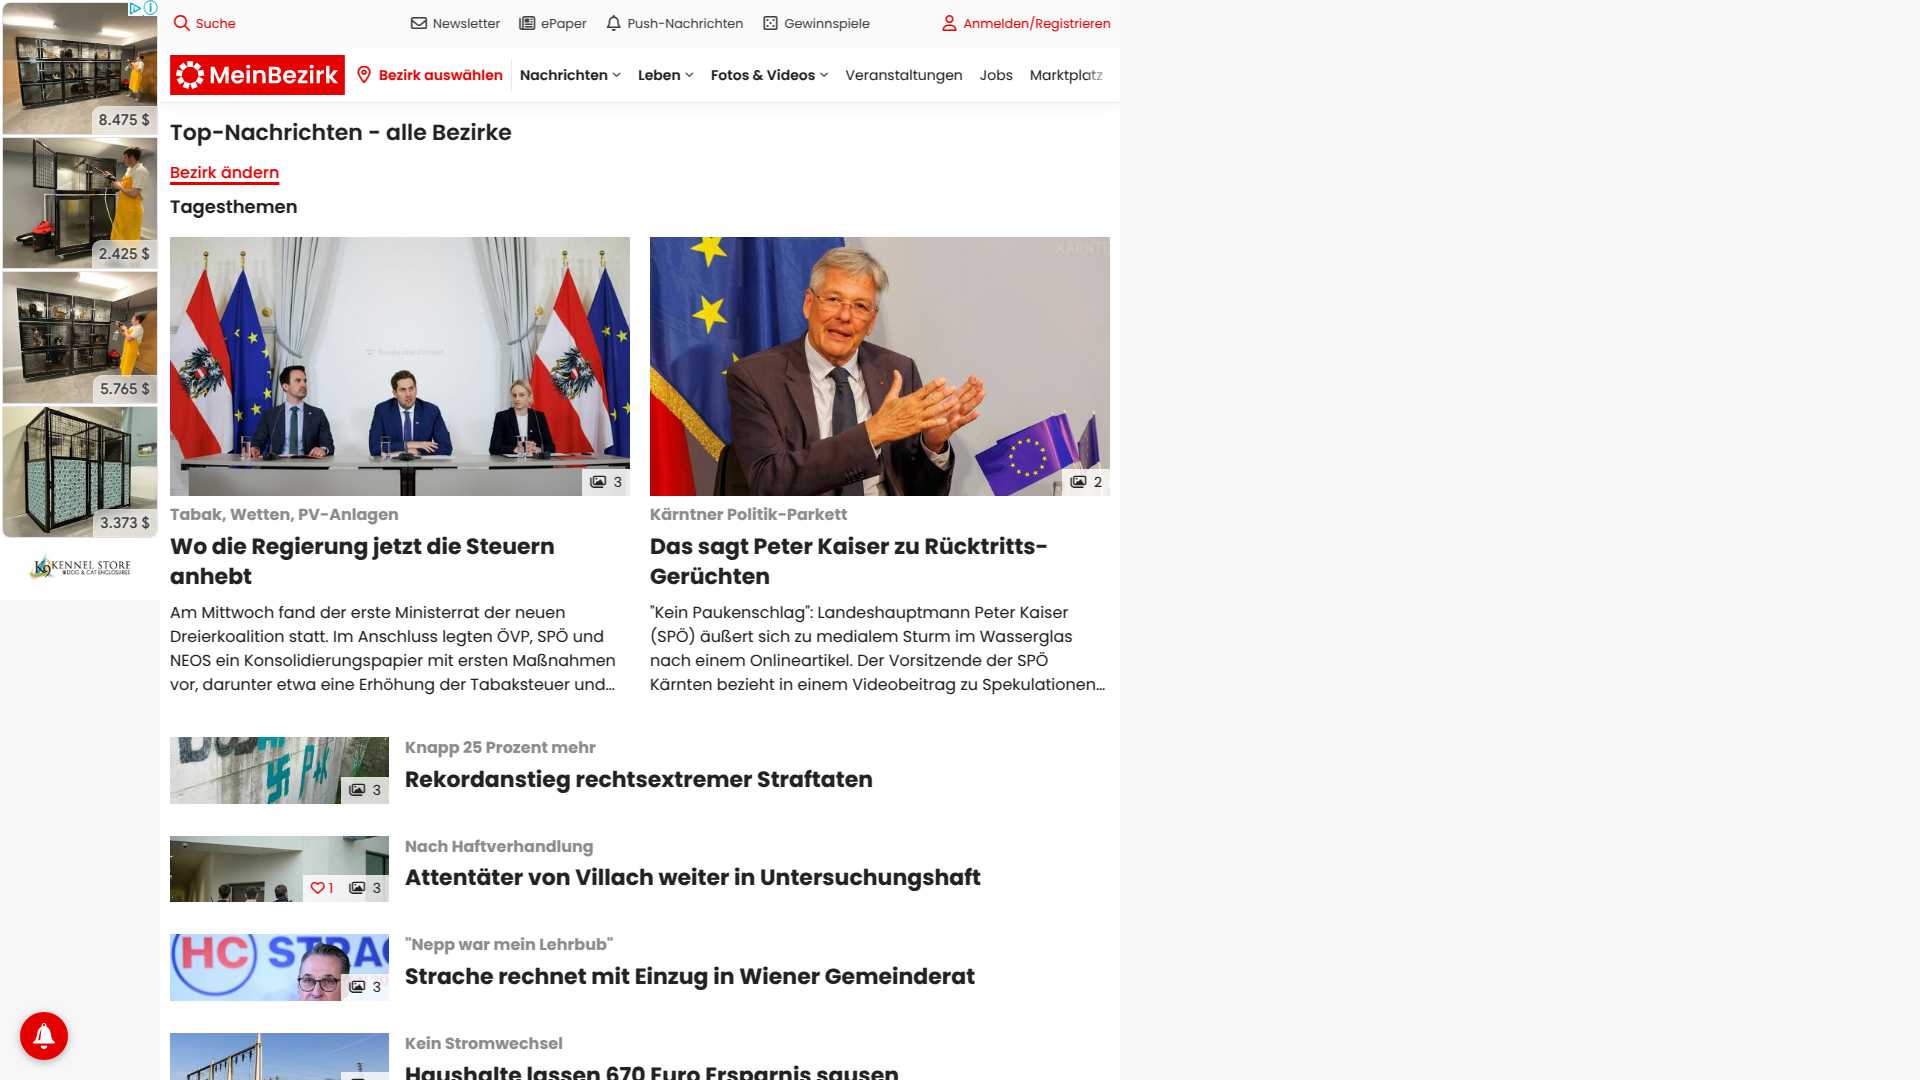 Suche
Newsletter
ePaper
Push-Nachrichten
Gewinnspiele
Anmelden/Registrieren
MeinBezirk
Bezirk auswählen
Nachrichten
Leben
Fotos & Videos
Veranstaltungen
Jobs
Marktplatz
8.475 $
2.425 $
5.765 $
3.373 $
K9 KENNEL STORE
DOG & CAT ENCLOSURES
Top-Nachrichten - alle Bezirke
Bezirk ändern
Tagesthemen
3
Tabak, Wetten, PV-Anlagen
Wo die Regierung jetzt die Steuern
anhebt
Am Mittwoch fand der erste Ministerrat der neuen
Dreierkoalition statt. Im Anschluss legten ÖVP, SPÖ und
NEOS ein Konsolidierungspapier mit ersten Maßnahmen
vor, darunter etwa eine Erhöhung der Tabaksteuer und...
KÄRNT
2
Kärntner Politik-Parkett
Das sagt Peter Kaiser zu Rücktritts-
Gerüchten
"Kein Paukenschlag": Landeshauptmann Peter Kaiser
(SPÖ) äußert sich zu medialem Sturm im Wasserglas
nach einem Onlineartikel. Der Vorsitzende der SPÖ
Kärnten bezieht in einem Videobeitrag zu Spekulationen...
3
Knapp 25 Prozent mehr
Rekordanstieg rechtsextremer Straftaten
1 3
Nach Haftverhandlung
Attentäter von Villach weiter in Untersuchungshaft
HC STRAC
3
"Nepp war mein Lehrbub"
Strache rechnet mit Einzug in Wiener Gemeinderat
Kein Stromwechsel
Haushalte lassen 670 Euro Ersparnis sausen